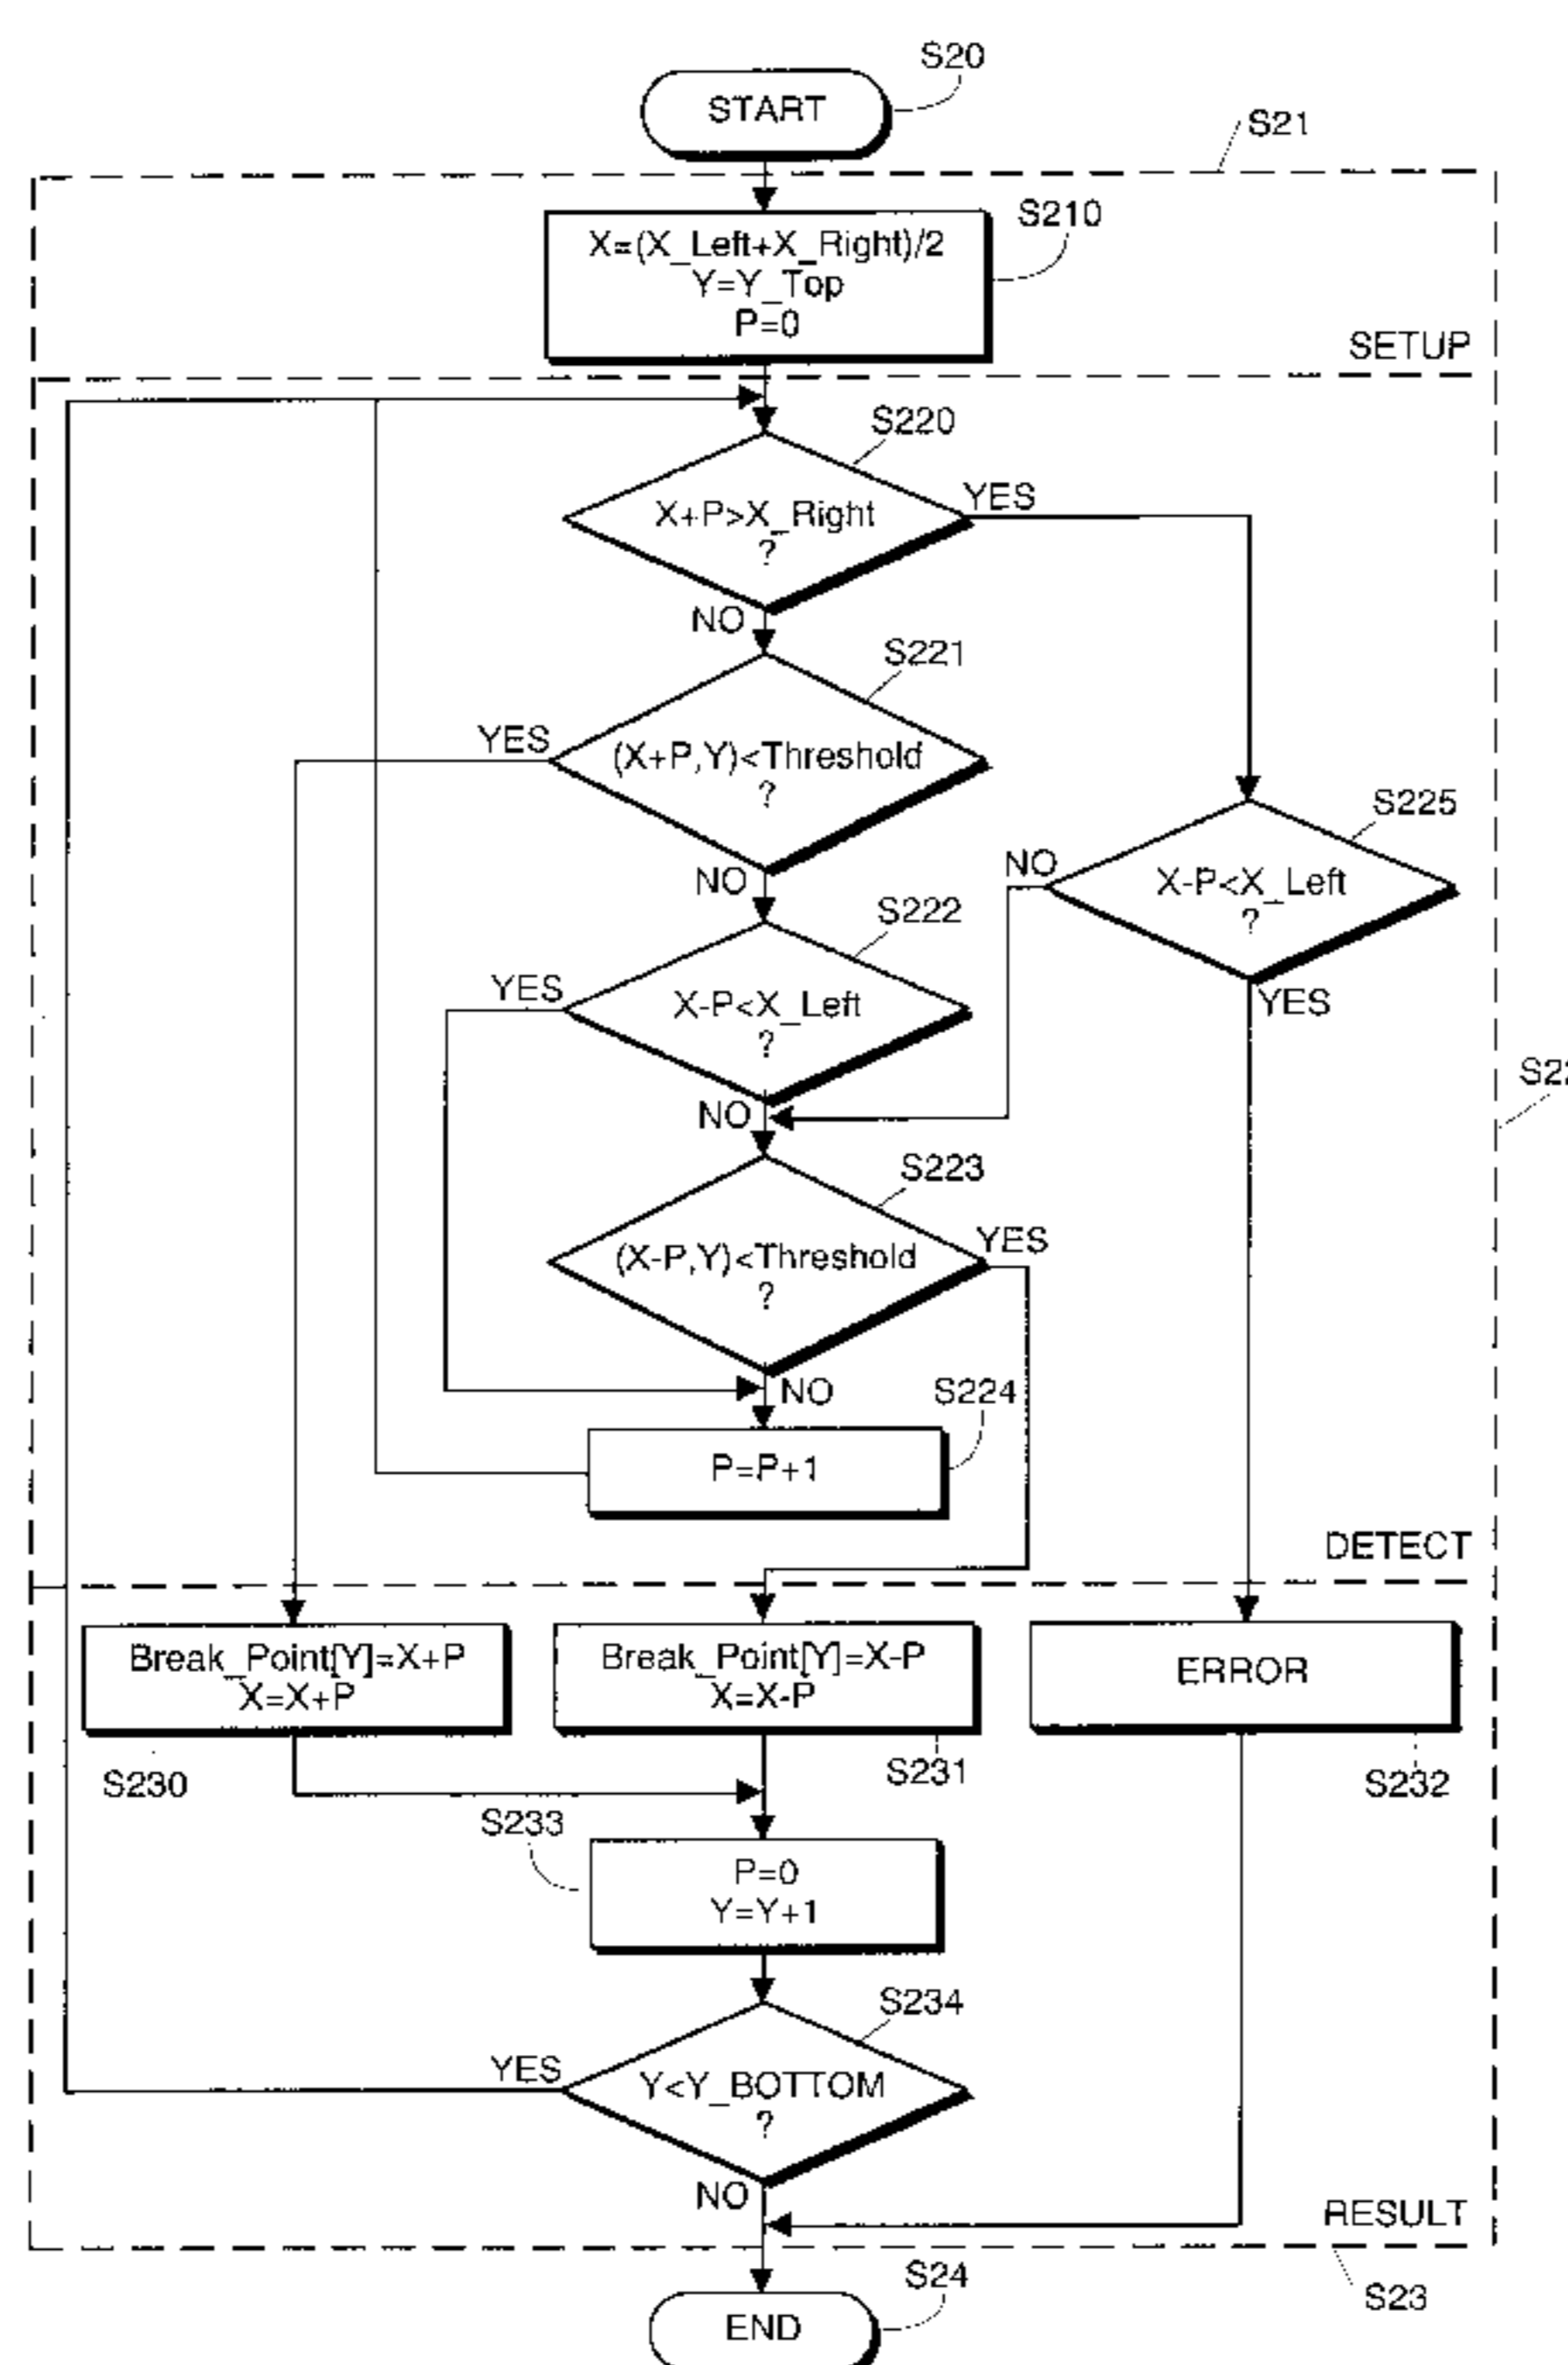 S20
START
S21
S210
X=(X_Left+X_Right)/2
Y=Y_Top
P=0
SETUP
S220
X+P>X_Right
?
YES
NO
S221
YES
(X+P,Y)<Threshold
?
NO
S225
NO
X-P<X_Left
?
YES
S222
YES
X-P<X_Left
?
NO
S223
(X-P,Y)<Threshold
?
YES
NO
S224
P=P+1
DETECT
Break_Point[Y]=X+P
X=X+P
Break_Point[Y]=X-P
X=X-P
ERROR
S230
S231
S232
S233
P=0
Y=Y+1
S234
YES
Y<Y_BOTTOM
?
NO
RESULT
S24
S23
END